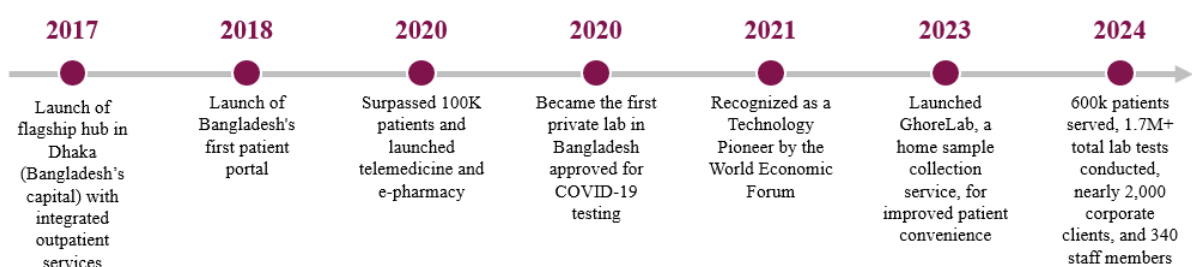 2017
Launch of
flagship hub in
Dhaka
(Bangladesh’s
capital) with
integrated
outpatient
services
2018
Launch of
Bangladesh's
first patient
portal
2020
Surpassed 100K
patients and
launched
telemedicine and
e-pharmacy
2020
Became the first
private lab in
Bangladesh
approved for
COVID-19
testing
2021
Recognized as a
Technology
Pioneer by the
World Economic
Forum
2023
Launched
GhoreLab, a
home sample
collection
service, for
improved patient
convenience
2024
600k patients
served, 1.7M+
total lab tests
conducted,
nearly 2,000
corporate
clients, and 340
staff members